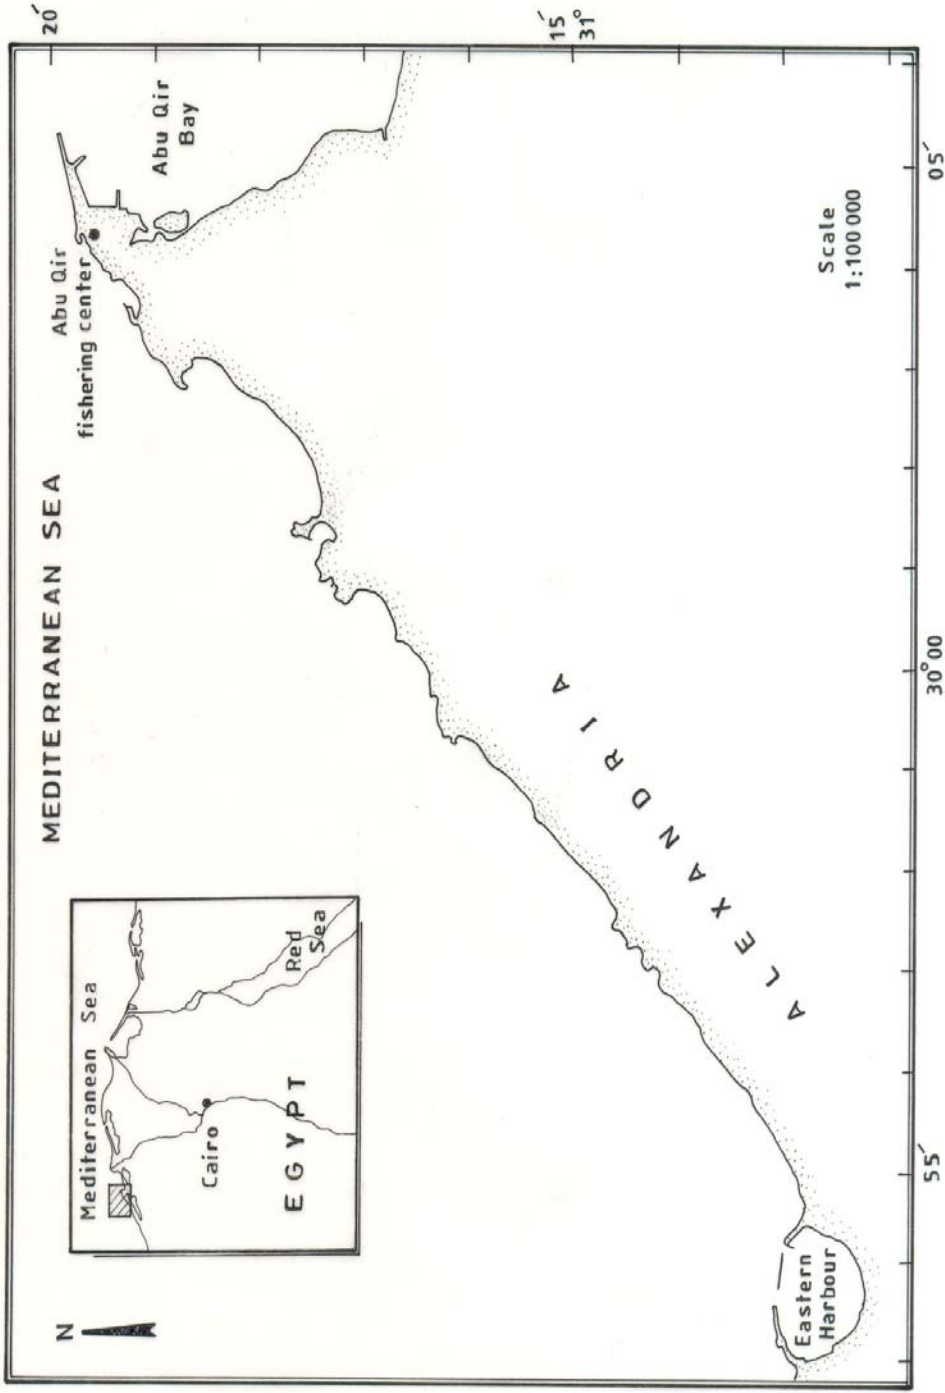 MEDITERRANEAN SEA
N
Mediterranean Sea
Cairo
EGYPT
Red
Sea
Abu Qir
fishering center
Abu Qir
Bay
20′
15′
31°
ALEXANDRIA
Eastern
Harbour
Scale
1:100 000
55′
30°00
05′